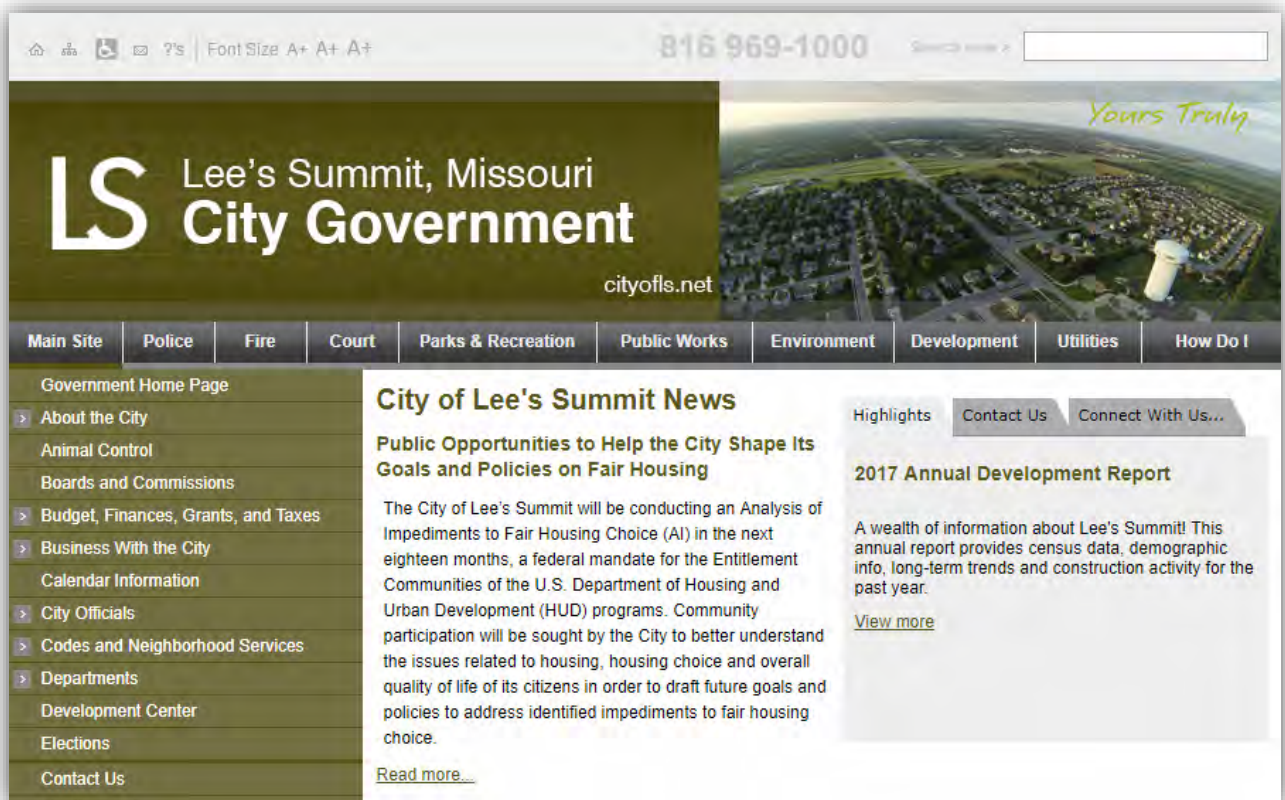 ?'s Font Size A+ A+ A+
816 969-1000
Yours Truly
LS
Lee's Summit, Missouri
City Government
cityofls.net
Main Site Police Fire Court Parks & Recreation Public Works Environment Development Utilities How Do I
Government Home Page
About the City
Animal Control
Boards and Commissions
Budget, Finances, Grants, and Taxes
Business With the City
Calendar Information
City Officials
Codes and Neighborhood Services
Departments
Development Center
Elections
Contact Us
City of Lee's Summit News
Public Opportunities to Help the City Shape Its
Goals and Policies on Fair Housing
The City of Lee's Summit will be conducting an Analysis of
Impediments to Fair Housing Choice (AI) in the next
eighteen months, a federal mandate for the Entitlement
Communities of the U.S. Department of Housing and
Urban Development (HUD) programs. Community
participation will be sought by the City to better understand
the issues related to housing, housing choice and overall
quality of life of its citizens in order to draft future goals and
policies to address identified impediments to fair housing
choice.
Read more...
Highlights Contact Us Connect With Us...
2017 Annual Development Report
A wealth of information about Lee's Summit! This
annual report provides census data, demographic
info, long-term trends and construction activity for the
past year.
View more